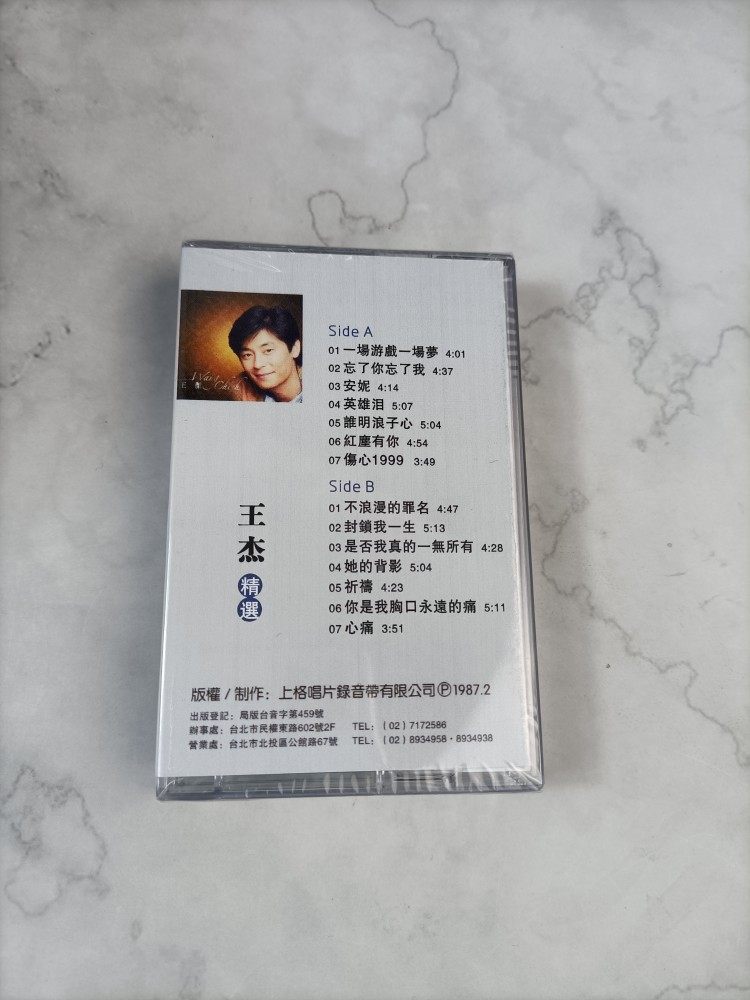 Side A
01 一場游戲一場夢 4:01
02 忘了你忘了我 4:37
03 安妮 4:14
04 英雄泪 5:07
05 誰明浪子心 5:04
06 紅塵有你 4:54
07 傷心1999 3:49
Side B
01 不浪漫的罪名 4:47
02 封鎖我一生 5:13
03 是否我真的一無所有 4:28
04 她的背影 5:04
05 祈禱 4:23
06 你是我胸口永遠的痛 5:11
07 心痛 3:51
王杰
精選
版權/制作：上格唱片錄音帶有限公司Ⓟ1987.2
出版登記：局版台音字第459號
辦事處：台北市民權東路602號2F TEL：(02)7172586
營業處：台北市北投區公館路67號 TEL：(02)8934958·8934938